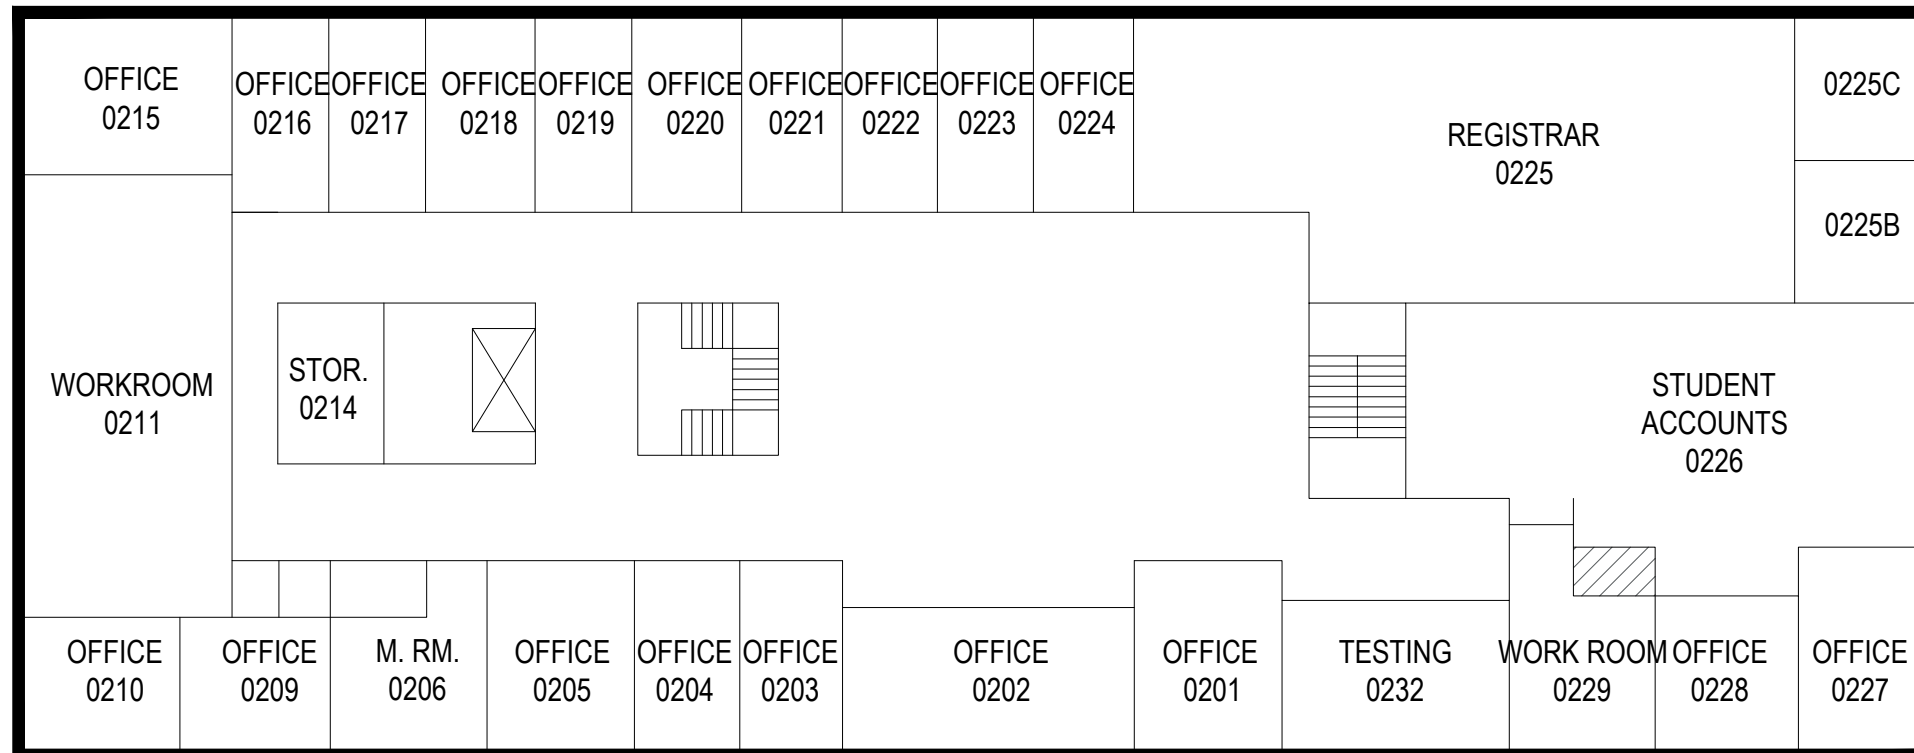 OFFICE
0215
OFFICE
0216
OFFICE
0217
OFFICE
0218
OFFICE
0219
OFFICE
0220
OFFICE
0221
OFFICE
0222
OFFICE
0223
OFFICE
0224
REGISTRAR
0225
0225C
0225B
WORKROOM
0211
STOR.
0214
STUDENT
ACCOUNTS
0226
OFFICE
0210
OFFICE
0209
M. RM.
0206
OFFICE
0205
OFFICE
0204
OFFICE
0203
OFFICE
0202
OFFICE
0201
TESTING
0232
WORK ROOM
0229
OFFICE
0228
OFFICE
0227